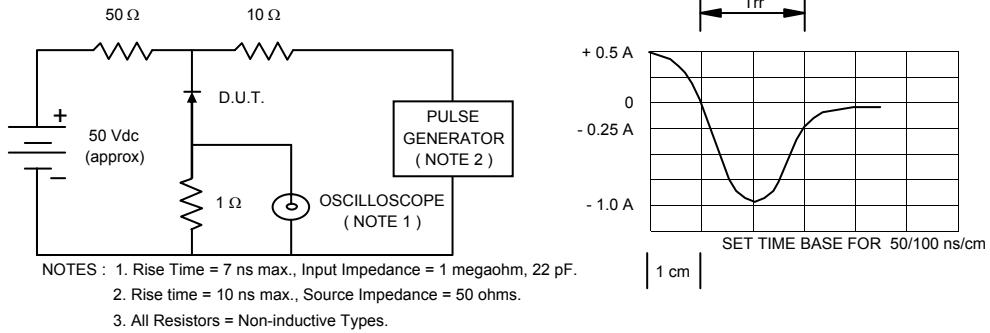 50 Ω
10 Ω
Trr
+ 0.5 A
D.U.T.
0
+
PULSE
GENERATOR
( NOTE 2 )
- 0.25 A
50 Vdc
(approx)
−
1 Ω
OSCILLOSCOPE
( NOTE 1 )
- 1.0 A
SET TIME BASE FOR 50/100 ns/cm
1 cm
NOTES : 1. Rise Time = 7 ns max., Input Impedance = 1 megaohm, 22 pF.
2. Rise time = 10 ns max., Source Impedance = 50 ohms.
3. All Resistors = Non-inductive Types.